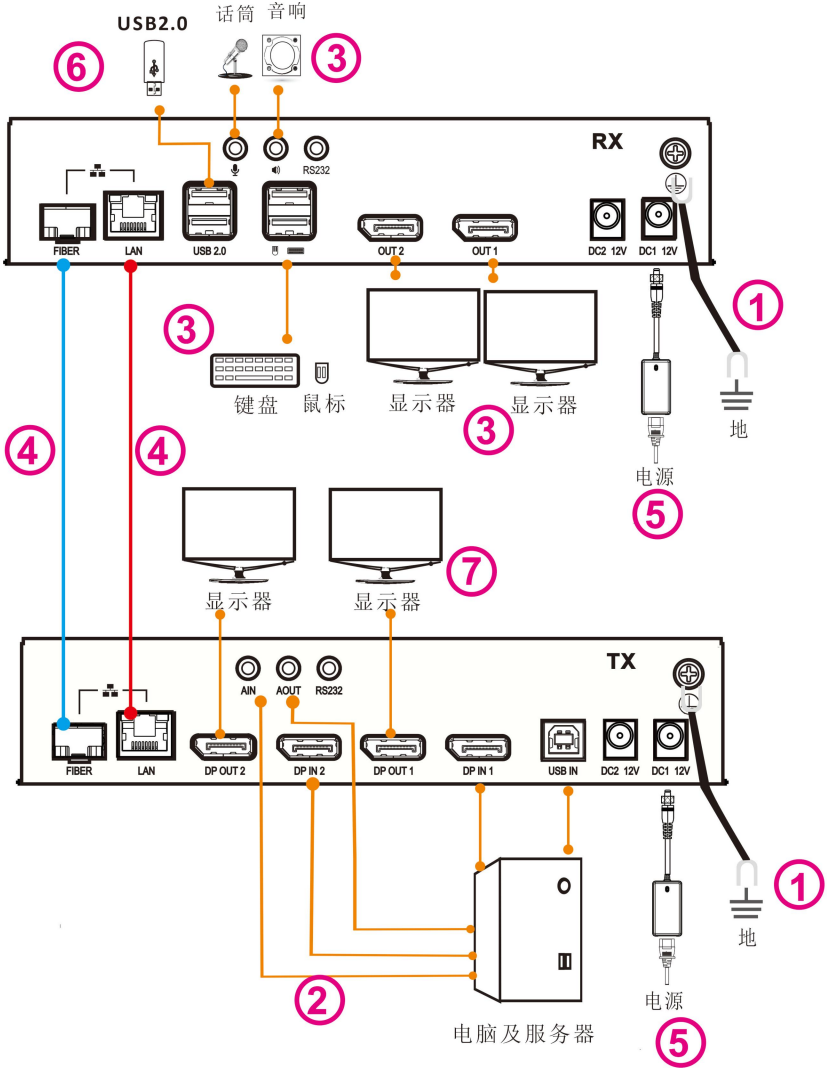 USB2.0
话筒 音响
⑥ ③
RX
RS232
FIBER LAN USB 2.0 OUT 2 OUT 1 DC2 12V DC1 12V
①
③
键盘 鼠标 显示器 显示器 地
③
④ ④
电源
⑤
⑦
显示器 显示器
TX
AIN AOUT RS232
FIBER LAN DP OUT 2 DP IN 2 DP OUT 1 DP IN 1 USB IN DC2 12V DC1 12V
①
地
②
电源
电脑及服务器
⑤